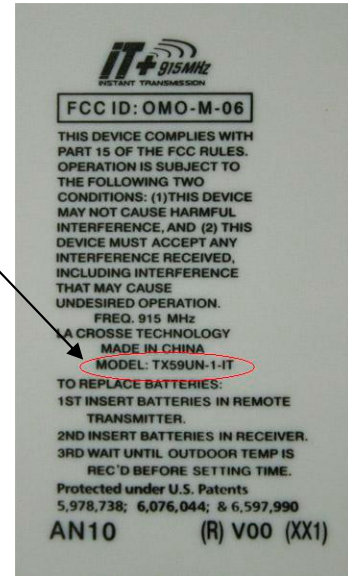 iT+ 915MHz
INSTANT TRANSMISSION
FCC ID: OMO-M-06
THIS DEVICE COMPLIES WITH
PART 15 OF THE FCC RULES.
OPERATION IS SUBJECT TO
THE FOLLOWING TWO
CONDITIONS: (1)THIS DEVICE
MAY NOT CAUSE HARMFUL
INTERFERENCE, AND (2) THIS
DEVICE MUST ACCEPT ANY
INTERFERENCE RECEIVED,
INCLUDING INTERFERENCE
THAT MAY CAUSE
UNDESIRED OPERATION.
FREQ. 915 MHz
LA CROSSE TECHNOLOGY
MADE IN CHINA
MODEL: TX59UN-1-IT
TO REPLACE BATTERIES:
1ST INSERT BATTERIES IN REMOTE
TRANSMITTER.
2ND INSERT BATTERIES IN RECEIVER.
3RD WAIT UNTIL OUTDOOR TEMP IS
REC'D BEFORE SETTING TIME.
Protected under U.S. Patents
5,978,738; 6,076,044; & 6,597,990
AN10 (R) V00 (XX1)